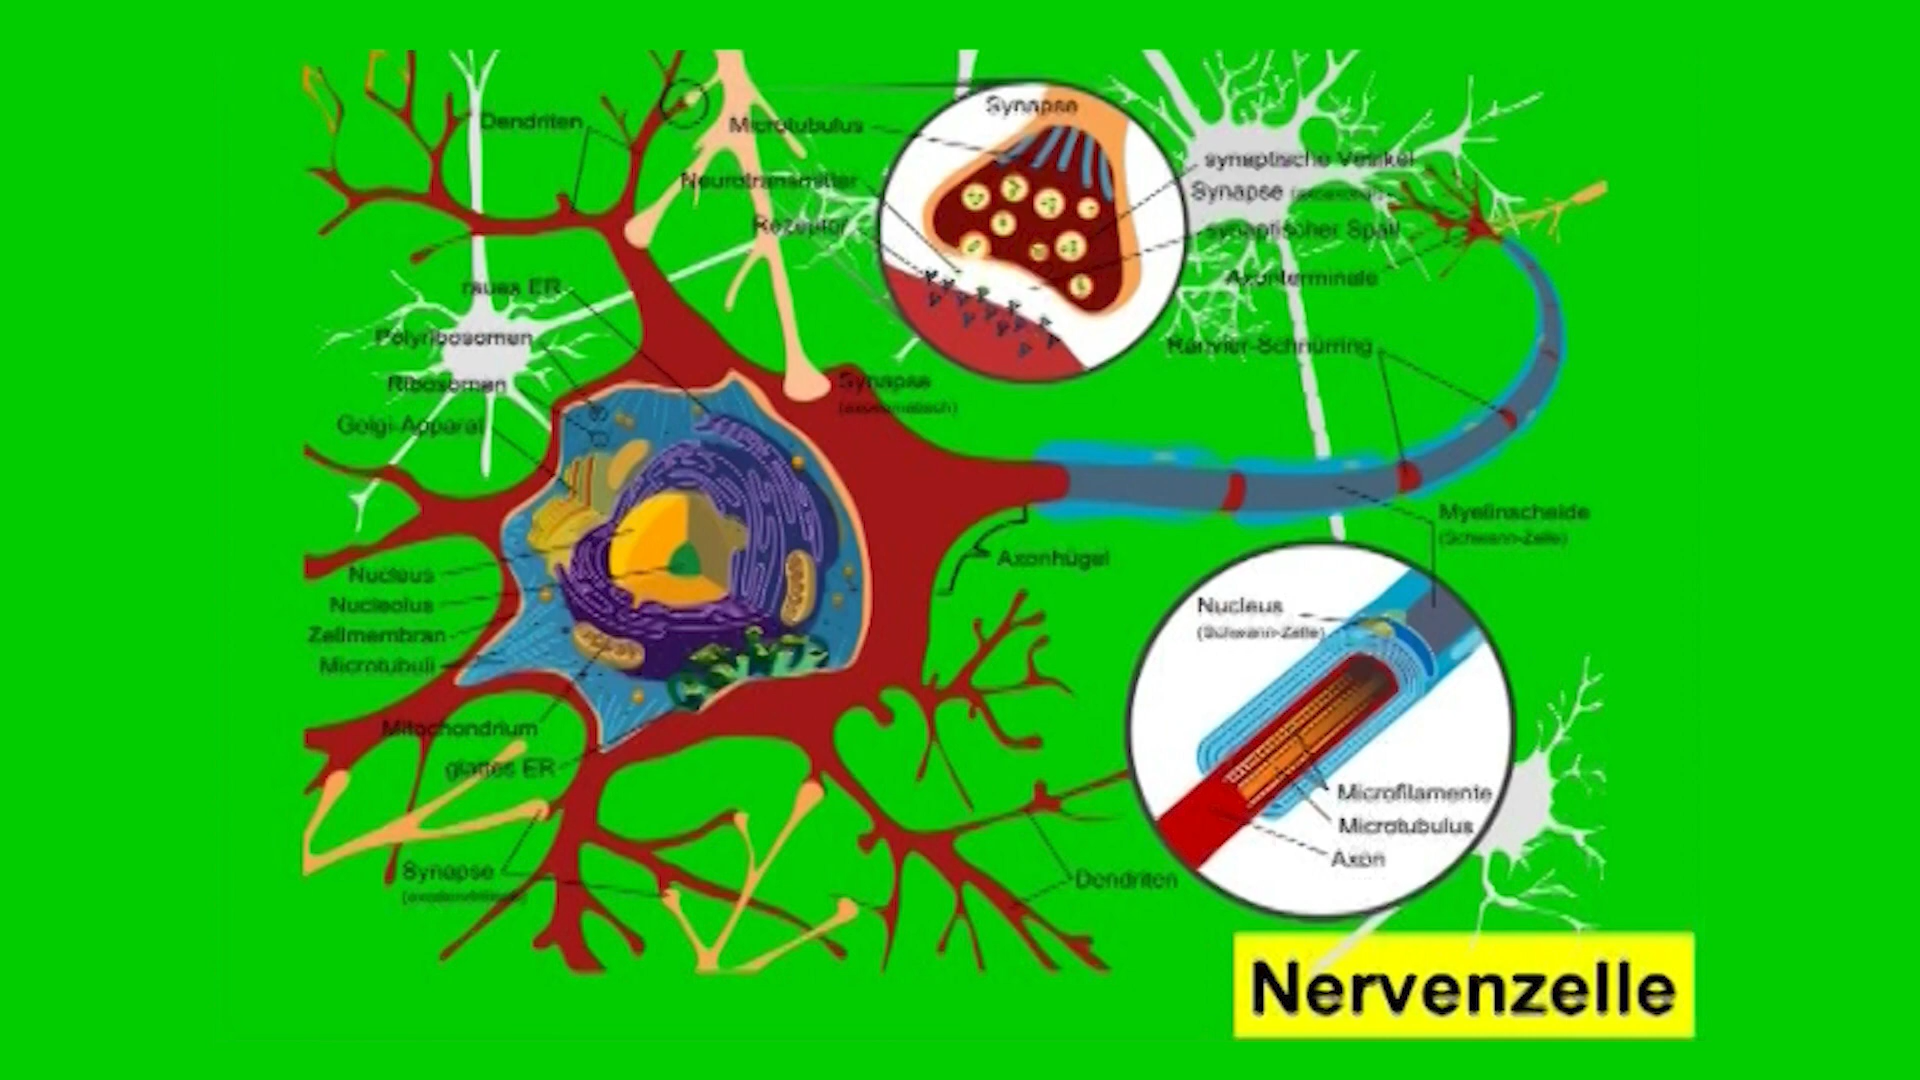 Dendriten
Microtubulus
Neurotransmitter
Rezeptor
Synapse
synaptische Vesikel
Synapse
synaptischer Spalt
Axonterminale
Ranvier-Schnürring
raues ER
Polyribosomen
Ribosomen
Golgi-Apparat
Synapse
(axosomatisch)
Myelinscheide
(Schwann-Zelle)
Axonhügel
Nucleus
Nucleolus
Zellmembran
Microtubuli
Mitochondrium
glattes ER
Synapse
Dendriten
Nucleus
(Schwann-Zelle)
Microfilamente
Microtubulus
Axon
Nervenzelle